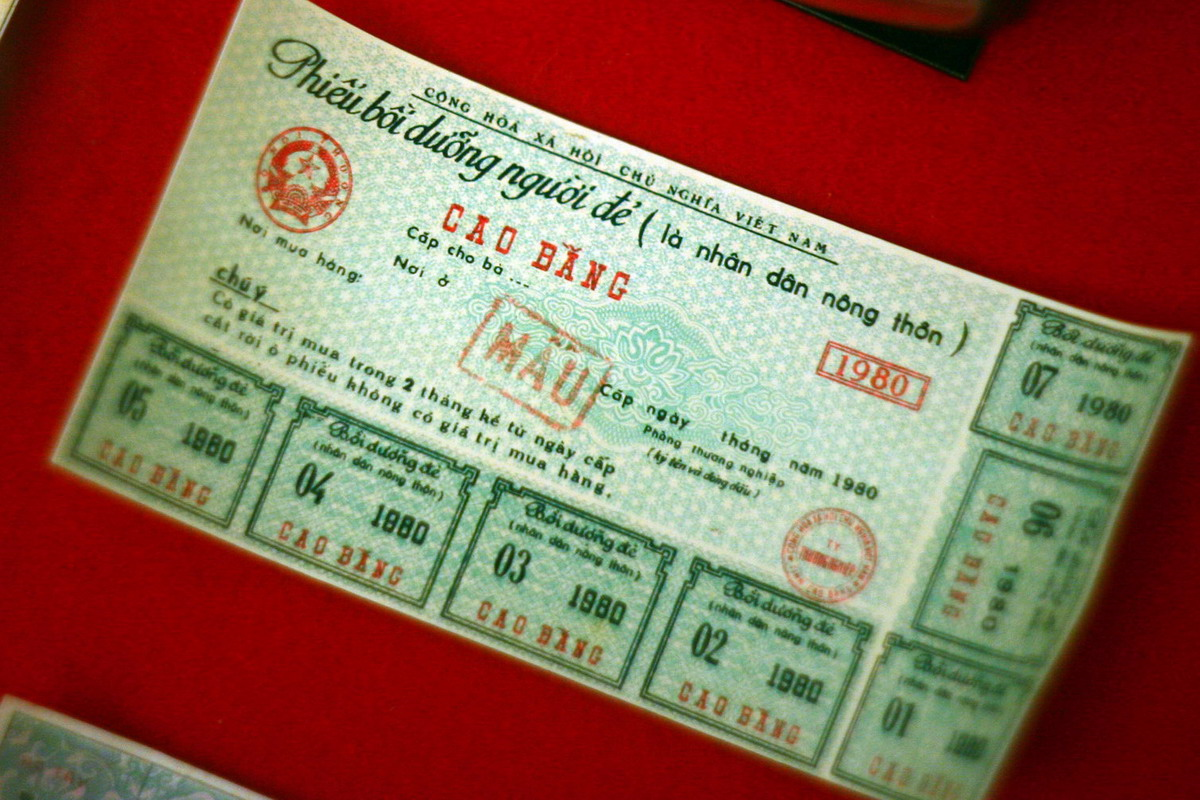 CỘNG HÒA XÃ HỘI CHỦ NGHĨA VIỆT NAM
Phiếu bồi dưỡng người đẻ ( là nhân dân nông thôn )
BỘI THƯƠNG
CAO BẰNG
1980
Cấp cho bà ...
Nơi ở
Nơi mua hàng:
MẪU
chú ý
Có giá trị mua trong 2 tháng kể từ ngày cấp
cắt rời ô phiếu không có giá trị mua hàng.
Cấp ngày tháng năm 1980
Phòng thương nghiệp
( ký tên và đóng dấu )
TY
Bồi dưỡng đẻ
(nhân dân nông thôn)
07 1980
CAO BẰNG
06 1980
CAO BẰNG
Bồi dưỡng đẻ
(nhân dân nông thôn)
05 1980
CAO BẰNG
Bồi dưỡng đẻ
(nhân dân nông thôn)
04 1980
CAO BẰNG
Bồi dưỡng đẻ
(nhân dân nông thôn)
03 1980
CAO BẰNG
Bồi dưỡng đẻ
(nhân dân nông thôn)
02 1980
CAO BẰNG
Bồi dưỡng đẻ
01 1980
CAO BẰNG